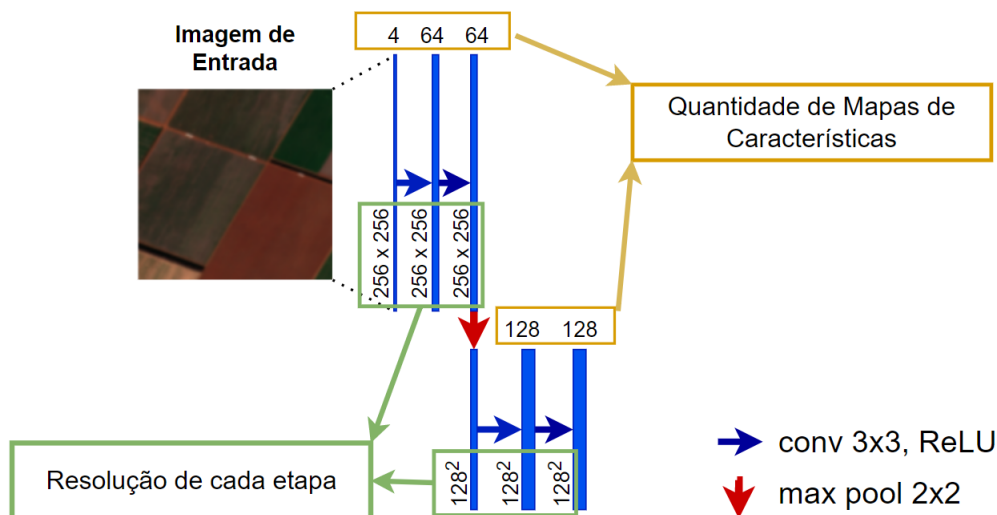 Imagem de
Entrada
4 64 64
Quantidade de Mapas de
Características
256 x 256
256 x 256
256 x 256
128 128
128²
128²
128²
Resolução de cada etapa
conv 3x3, ReLU
max pool 2x2